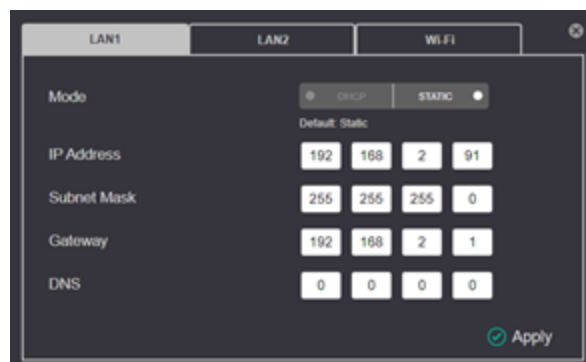 LAN1 LAN2 Wi-Fi
Mode DHCP STATIC
Default: Static
IP Address 192 168 2 91
Subnet Mask 255 255 255 0
Gateway 192 168 2 1
DNS 0 0 0 0
Apply